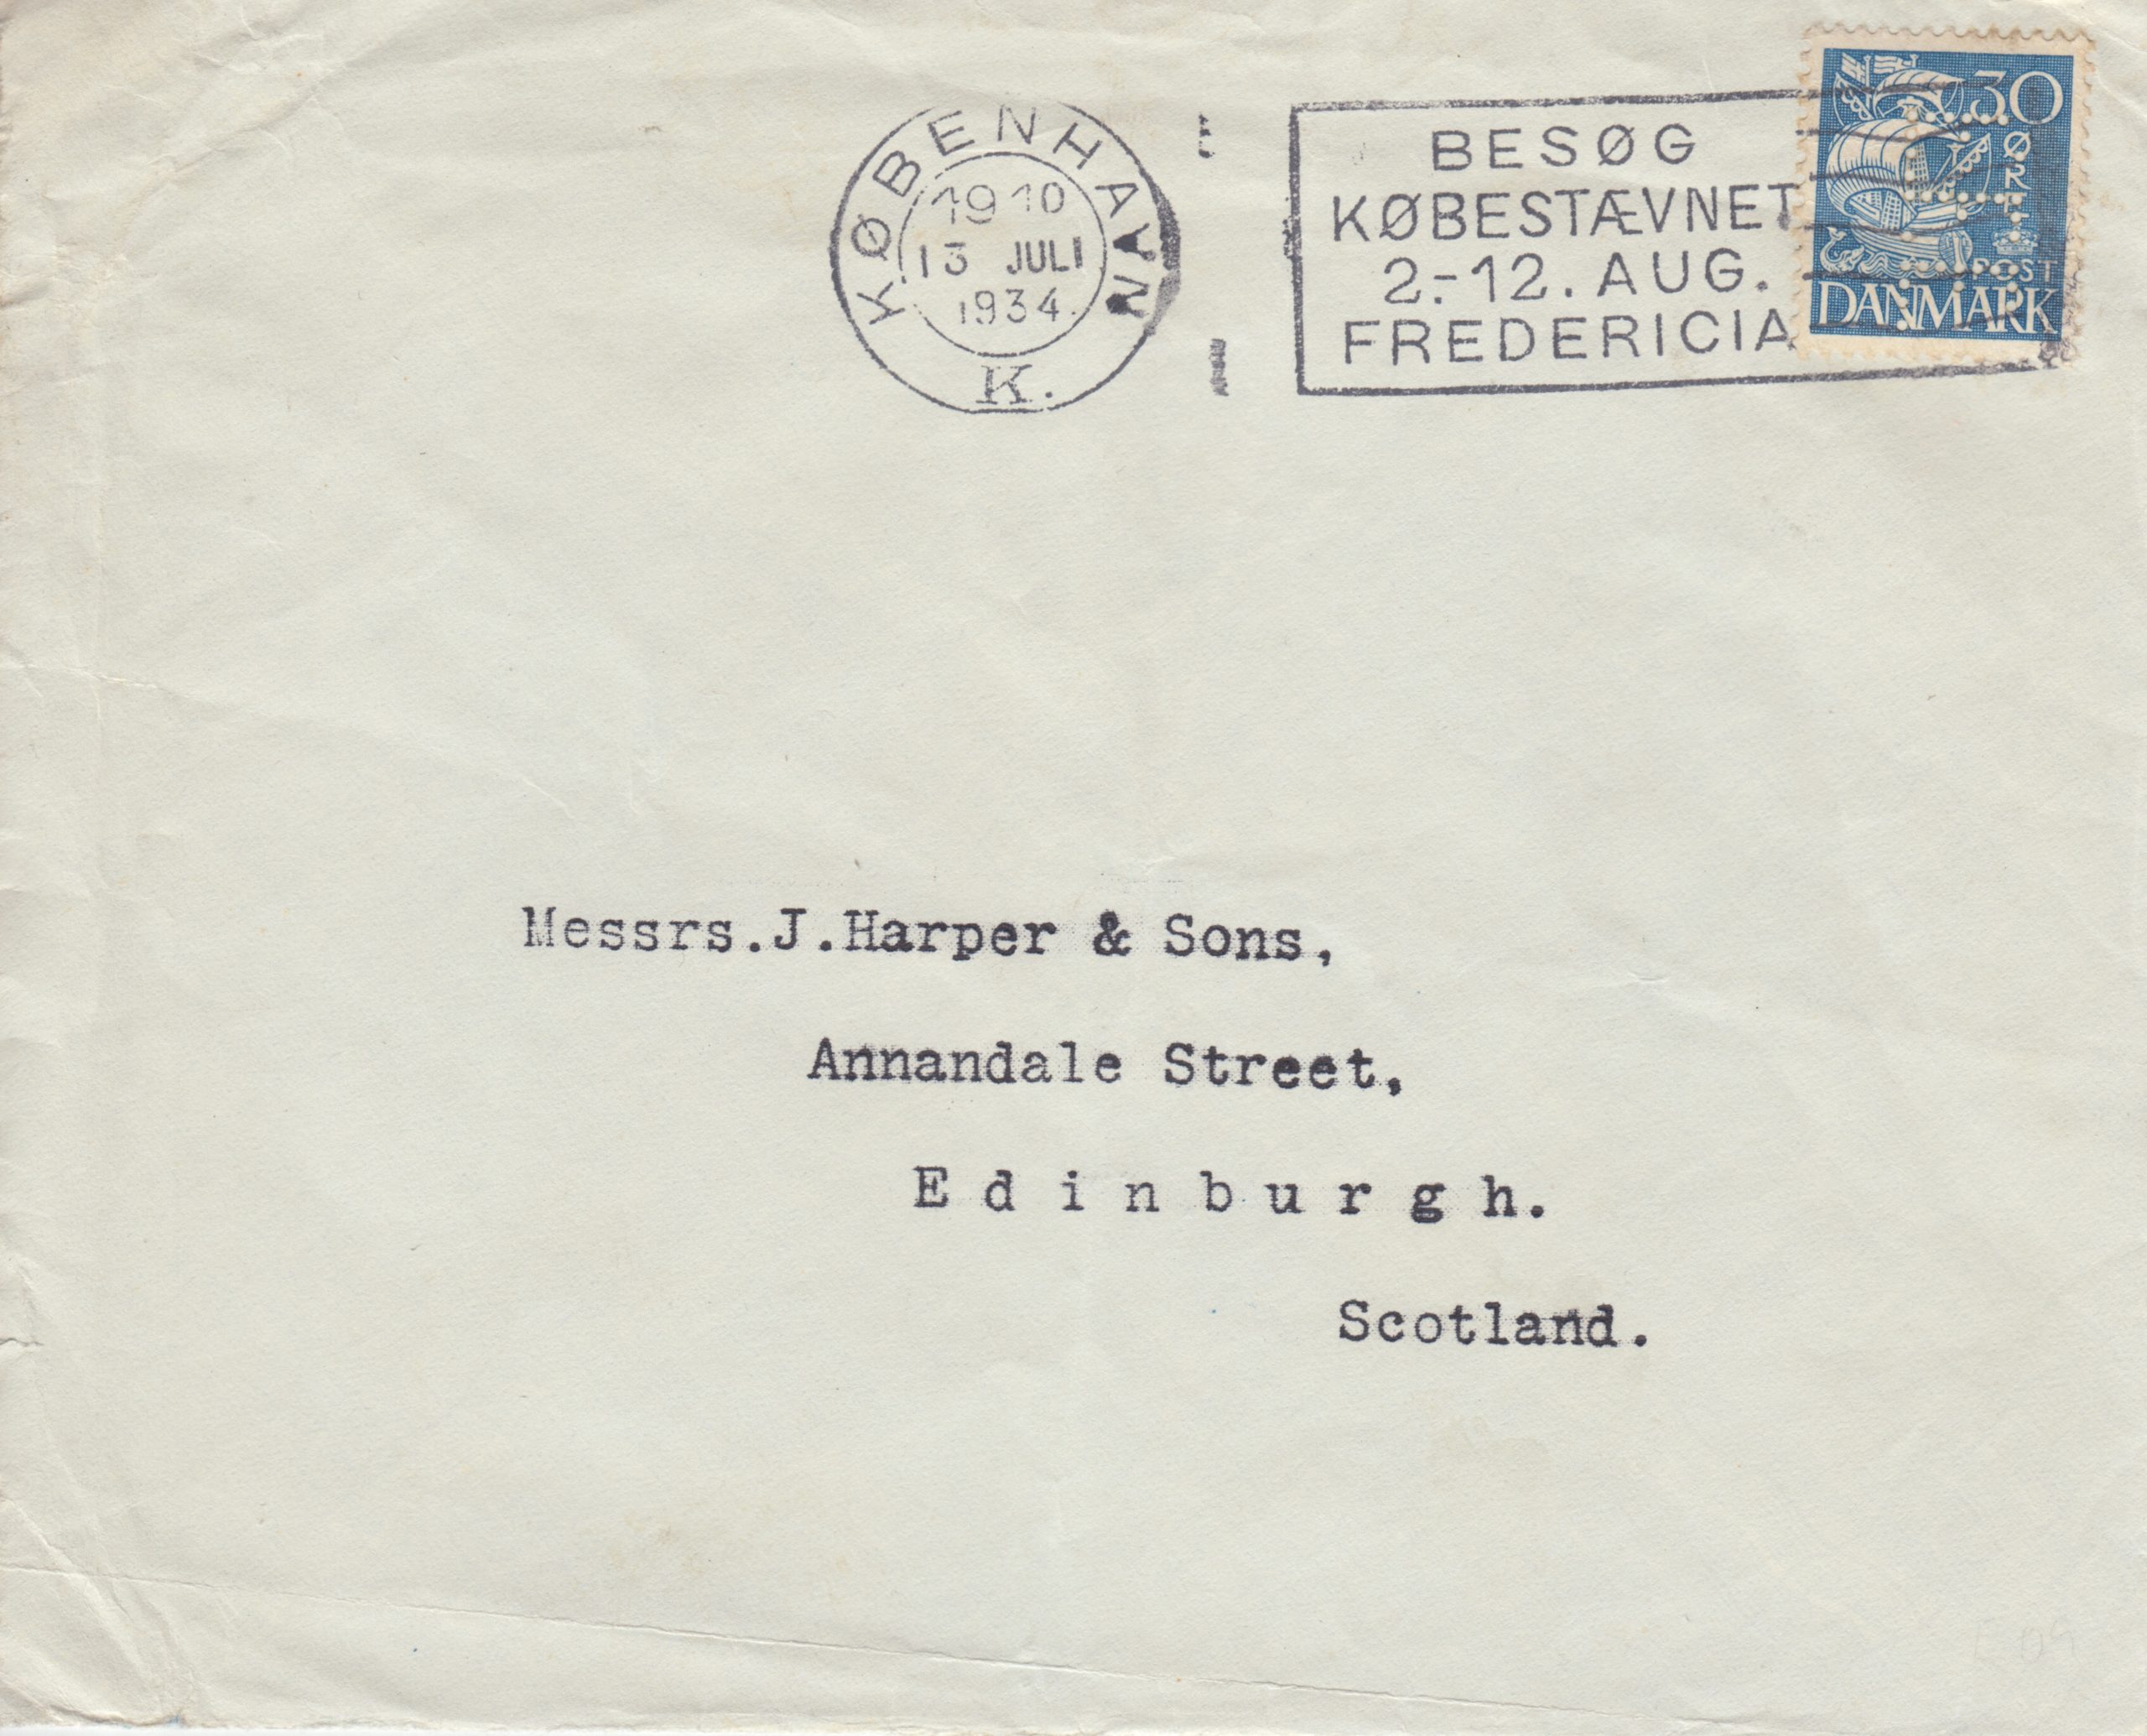 KØBENHAVN
19 10
13 JULI
1934.
K.
BESØG
KØBESTÆVNET
2.-12. AUG.
FREDERICIA
30
ØRE
POST
DANMARK
Messrs.J.Harper & Sons,
Annandale Street,
Edinburgh.
Scotland.